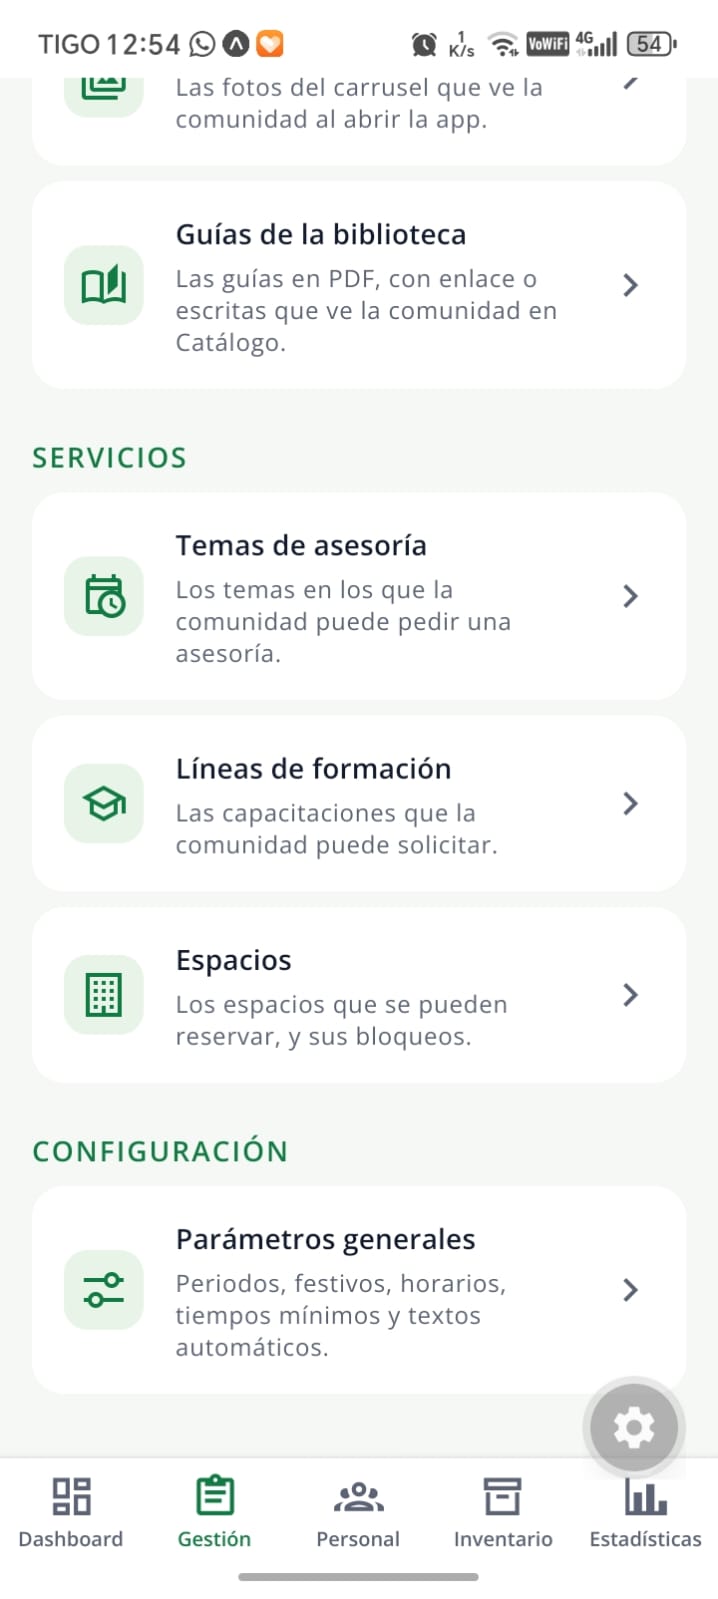 TIGO 12:54
1 K/s
VoWiFi
4G
54
Las fotos del carrusel que ve la
comunidad al abrir la app.
Guías de la biblioteca
Las guías en PDF, con enlace o
escritas que ve la comunidad en
Catálogo.
SERVICIOS
Temas de asesoría
Los temas en los que la
comunidad puede pedir una
asesoría.
Líneas de formación
Las capacitaciones que la
comunidad puede solicitar.
Espacios
Los espacios que se pueden
reservar, y sus bloqueos.
CONFIGURACIÓN
Parámetros generales
Periodos, festivos, horarios,
tiempos mínimos y textos
automáticos.
Dashboard
Gestión
Personal
Inventario
Estadísticas